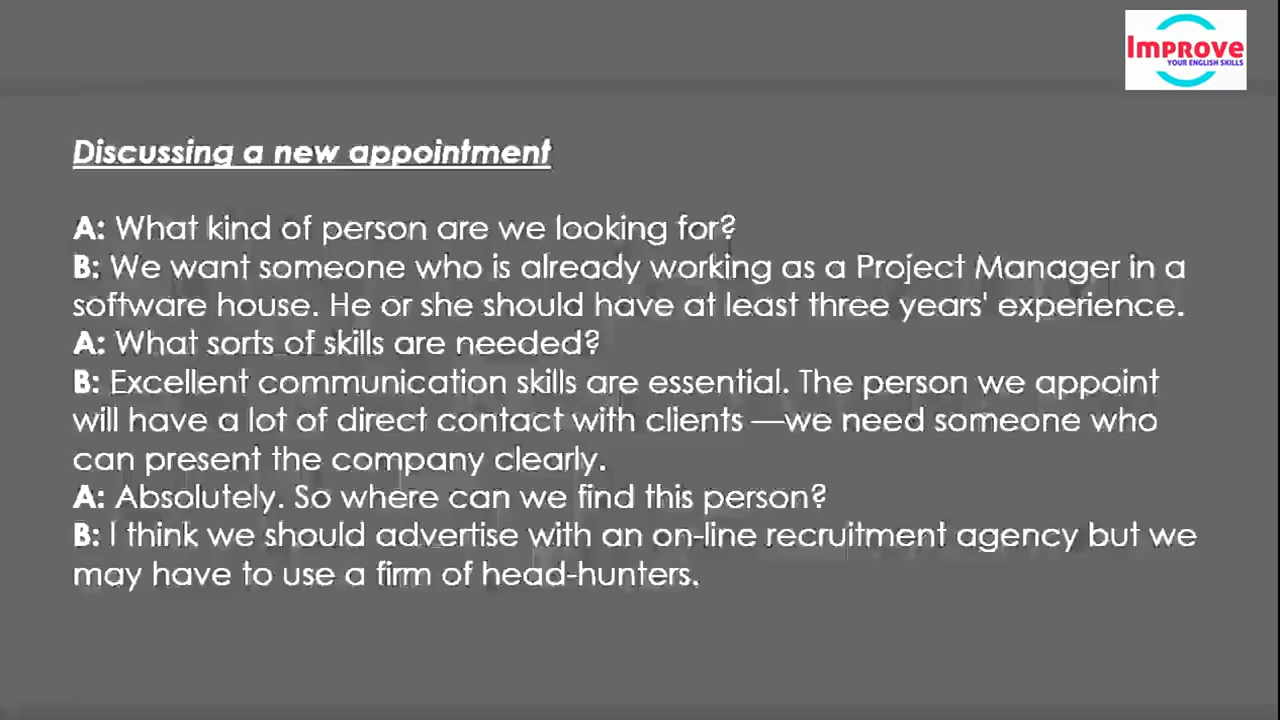 Improve
YOUR ENGLISH SKILLS
Discussing a new appointment
A: What kind of person are we looking for?
B: We want someone who is already working as a Project Manager in a
software house. He or she should have at least three years' experience.
A: What sorts of skills are needed?
B: Excellent communication skills are essential. The person we appoint
will have a lot of direct contact with clients —we need someone who
can present the company clearly.
A: Absolutely. So where can we find this person?
B: I think we should advertise with an on-line recruitment agency but we
may have to use a firm of head-hunters.